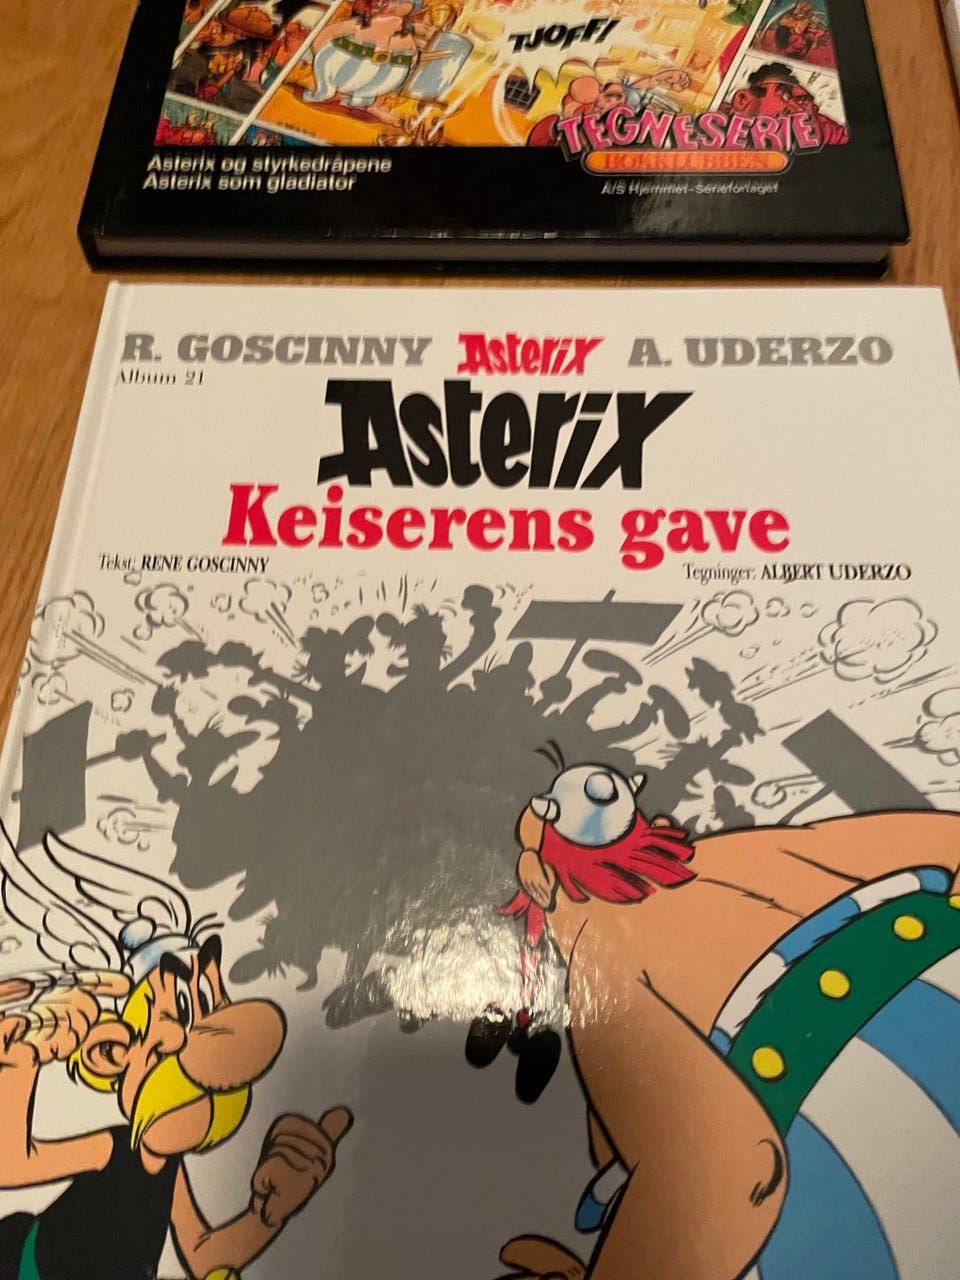 TJOFF!
TEGNESERIE
BOKKLUBBEN
Asterix og styrkedråpene
Asterix som gladiator
A/S Hjemmet-Serieforlaget
R. GOSCINNY Asterix A. UDERZO
Album 21
Asterix
Keiserens gave
Tekst: RENE GOSCINNY
Tegninger: ALBERT UDERZO